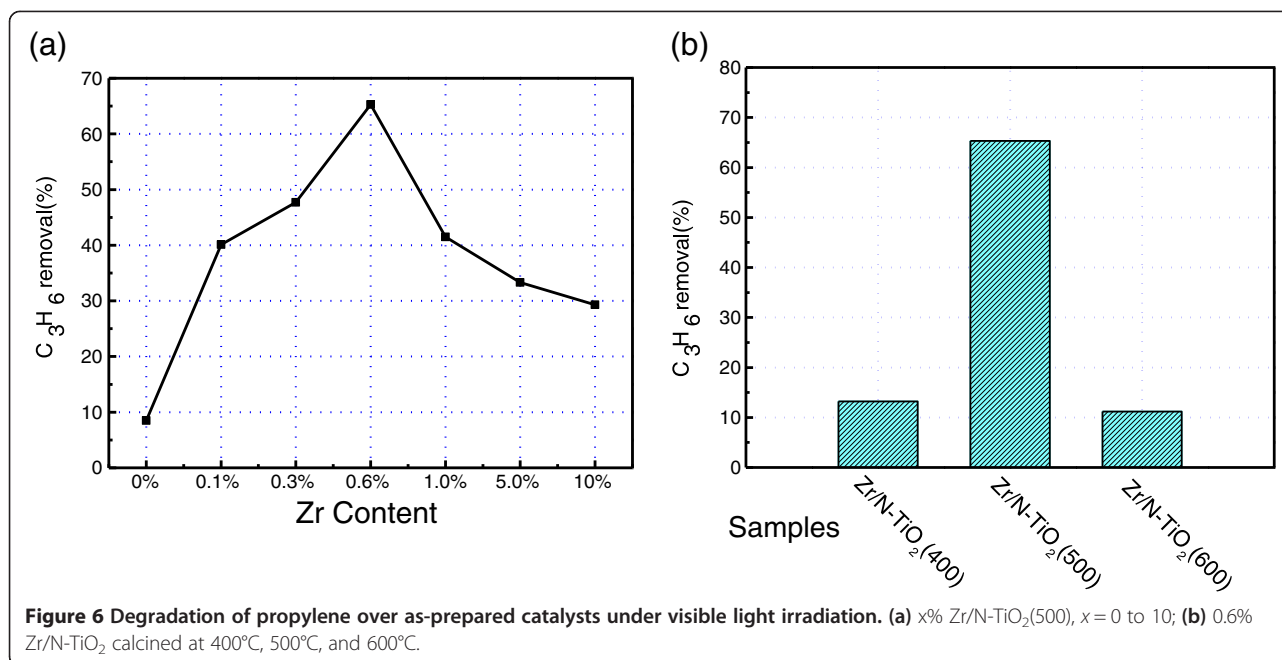 (a)
70
60
50
40
30
20
10
0
C₃H₆ removal(%)
0% 0.1% 0.3% 0.6% 1.0% 5.0% 10%
Zr Content
(b)
80
70
60
50
40
30
20
10
0
C₃H₆ removal(%)
Samples
Zr/N-TiO₂(400)
Zr/N-TiO₂(500)
Zr/N-TiO₂(600)
Figure 6 Degradation of propylene over as-prepared catalysts under visible light irradiation. (a) x% Zr/N-TiO₂(500), x = 0 to 10; (b) 0.6%
Zr/N-TiO₂ calcined at 400°C, 500°C, and 600°C.